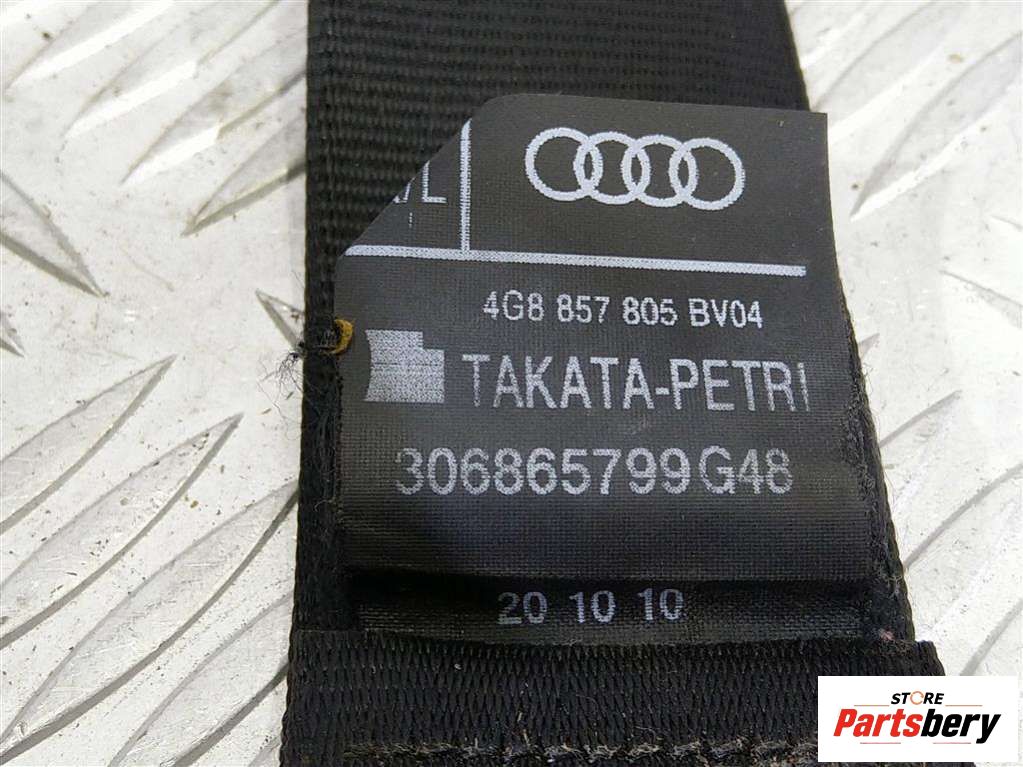 /L
4G8 857 805 BV04
TAKATA-PETRI
306865799G48
20 10 10
STORE
Partsbery